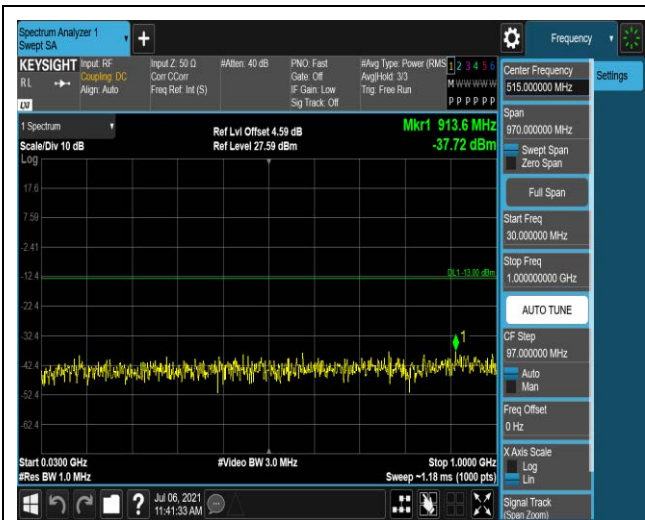 Spectrum Analyzer 1
Swept SA
+
Frequency
KEYSIGHT
RL
LXI
Input: RF
Coupling: DC
Align: Auto
Input Z: 50 Ω
Corr CCorr
Freq Ref: Int (S)
#Atten: 40 dB
PNO: Fast
Gate: Off
IF Gain: Low
Sig Track: Off
#Avg Type: Power (RMS
Avg|Hold: 3/3
Trig: Free Run
1 2 3 4 5 6
M W W W W W
P P P P P P
1 Spectrum
Scale/Div 10 dB
Log
Ref Lvl Offset 4.59 dB
Ref Level 27.59 dBm
Mkr1 913.6 MHz
-37.72 dBm
17.6
7.59
-2.41
-12.4
-22.4
-32.4
-42.4
-52.4
-62.4
DL1 -13.00 dBm
1
Start 0.0300 GHz
#Res BW 1.0 MHz
#Video BW 3.0 MHz
Stop 1.0000 GHz
Sweep ~1.18 ms (1000 pts)
Jul 06, 2021
11:41:33 AM
Center Frequency
515.000000 MHz
Span
970.000000 MHz
Swept Span
Zero Span
Full Span
Start Freq
30.000000 MHz
Stop Freq
1.000000000 GHz
AUTO TUNE
CF Step
97.000000 MHz
Auto
Man
Freq Offset
0 Hz
X Axis Scale
Log
Lin
Signal Track
(Span Zoom)
Settings